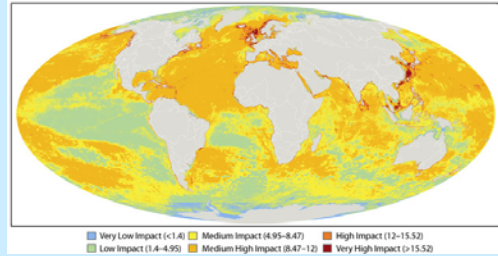 Very Low Impact (<1.4) Medium Impact (4.95–8.47) High Impact (12–15.52)
Low Impact (1.4–4.95) Medium High Impact (8.47–12) Very High Impact (>15.52)